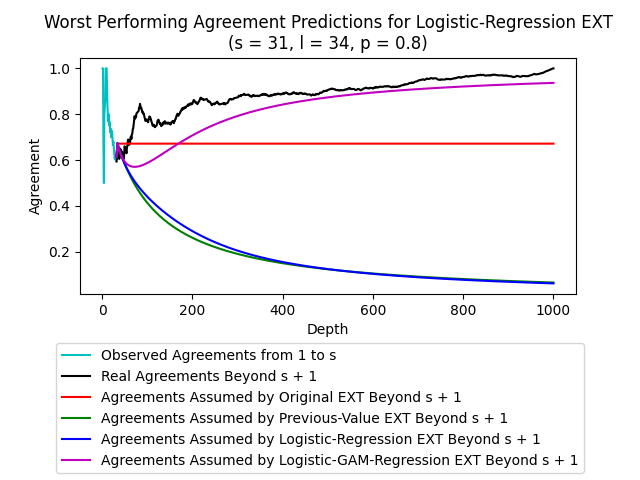 Worst Performing Agreement Predictions for Logistic-Regression EXT
(s = 31, l = 34, p = 0.8)
1.0
0.8
0.6
0.4
0.2
Agreement
0 200 400 600 800 1000
Depth
Observed Agreements from 1 to s
Real Agreements Beyond s + 1
Agreements Assumed by Original EXT Beyond s + 1
Agreements Assumed by Previous-Value EXT Beyond s + 1
Agreements Assumed by Logistic-Regression EXT Beyond s + 1
Agreements Assumed by Logistic-GAM-Regression EXT Beyond s + 1